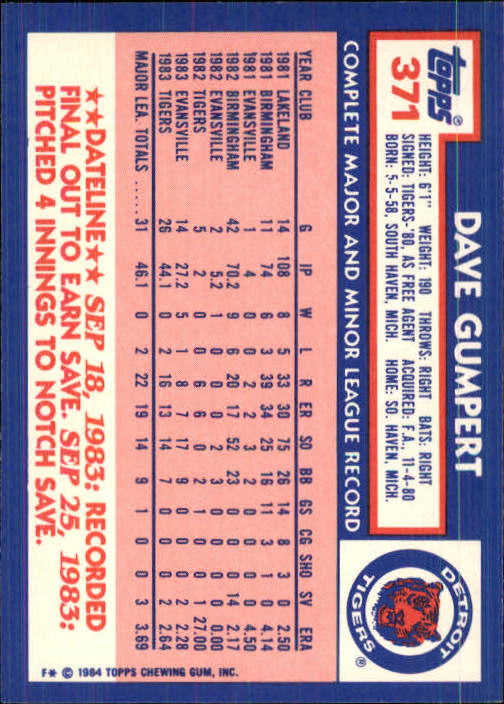 topps®
371
DAVE GUMPERT
HEIGHT: 6'1" WEIGHT: 190 THROWS: RIGHT BATS: RIGHT
SIGNED: TIGERS-'80, AS FREE AGENT ACQUIRED: F.A., 11-4-80
BORN: 5-5-58, SOUTH HAVEN, MICH. HOME: SO. HAVEN, MICH
DETROIT
TIGERS®
COMPLETE MAJOR AND MINOR LEAGUE RECORD
YEAR CLUB G IP W L R ER SO BB GS CG SHO SV ERA
1981 LAKELAND 14 108 8 5 33 30 75 26 14 8 3 0 2.50
1981 BIRMINGHAM 11 74 6 3 39 34 25 16 11 3 1 0 4.14
1981 EVANSVILLE 1 4 0 0 2 2 2 3 1 0 0 0 4.50
1982 BIRMINGHAM 42 70.2 9 6 20 17 52 23 0 0 0 14 2.17
1982 EVANSVILLE 2 5.2 1 0 0 0 2 2 0 0 0 0 0.00
1982 TIGERS 5 2 0 0 6 6 0 2 1 0 0 1 27.00
1983 EVANSVILLE 14 27.2 5 1 8 7 17 9 0 0 0 2 2.28
1983 TIGERS 26 44.1 0 2 16 13 14 7 0 0 0 2 2.64
MAJOR LEA. TOTALS ..... 31 46.1 0 2 22 19 14 9 1 0 0 3 3.69
★★DATELINE★★ SEP 18, 1983: RECORDED
FINAL OUT TO EARN SAVE. SEP 25, 1983:
PITCHED 4 INNINGS TO NOTCH SAVE.
F* © 1984 TOPPS CHEWING GUM, INC.